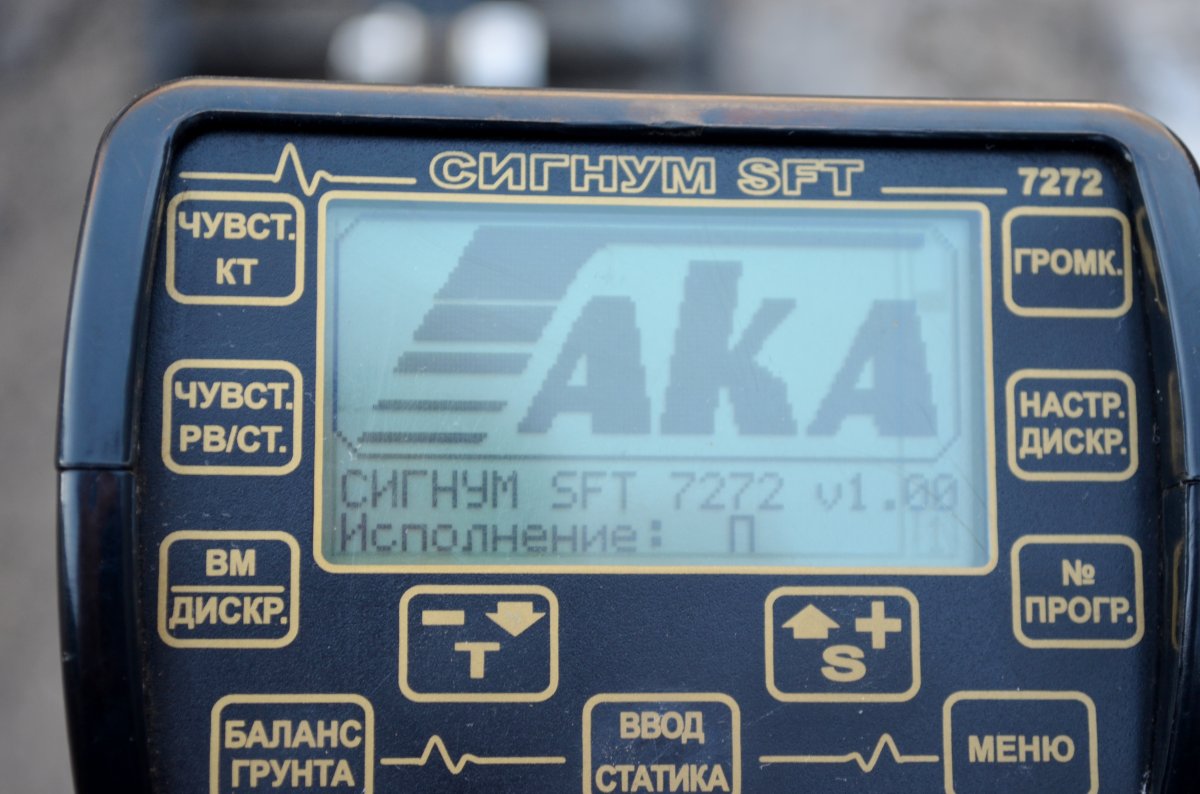 СИГНУМ SFT
7272
ЧУВСТ.
КТ
ГРОМК.
AKA
ЧУВСТ.
РВ/СТ.
НАСТР.
ДИСКР.
СИГНУМ SFT 7272 v1.00
Исполнение: П
ВМ
ДИСКР.
№
ПРОГР.
- T
+ S
БАЛАНС
ГРУНТА
ВВОД
СТАТИКА
МЕНЮ